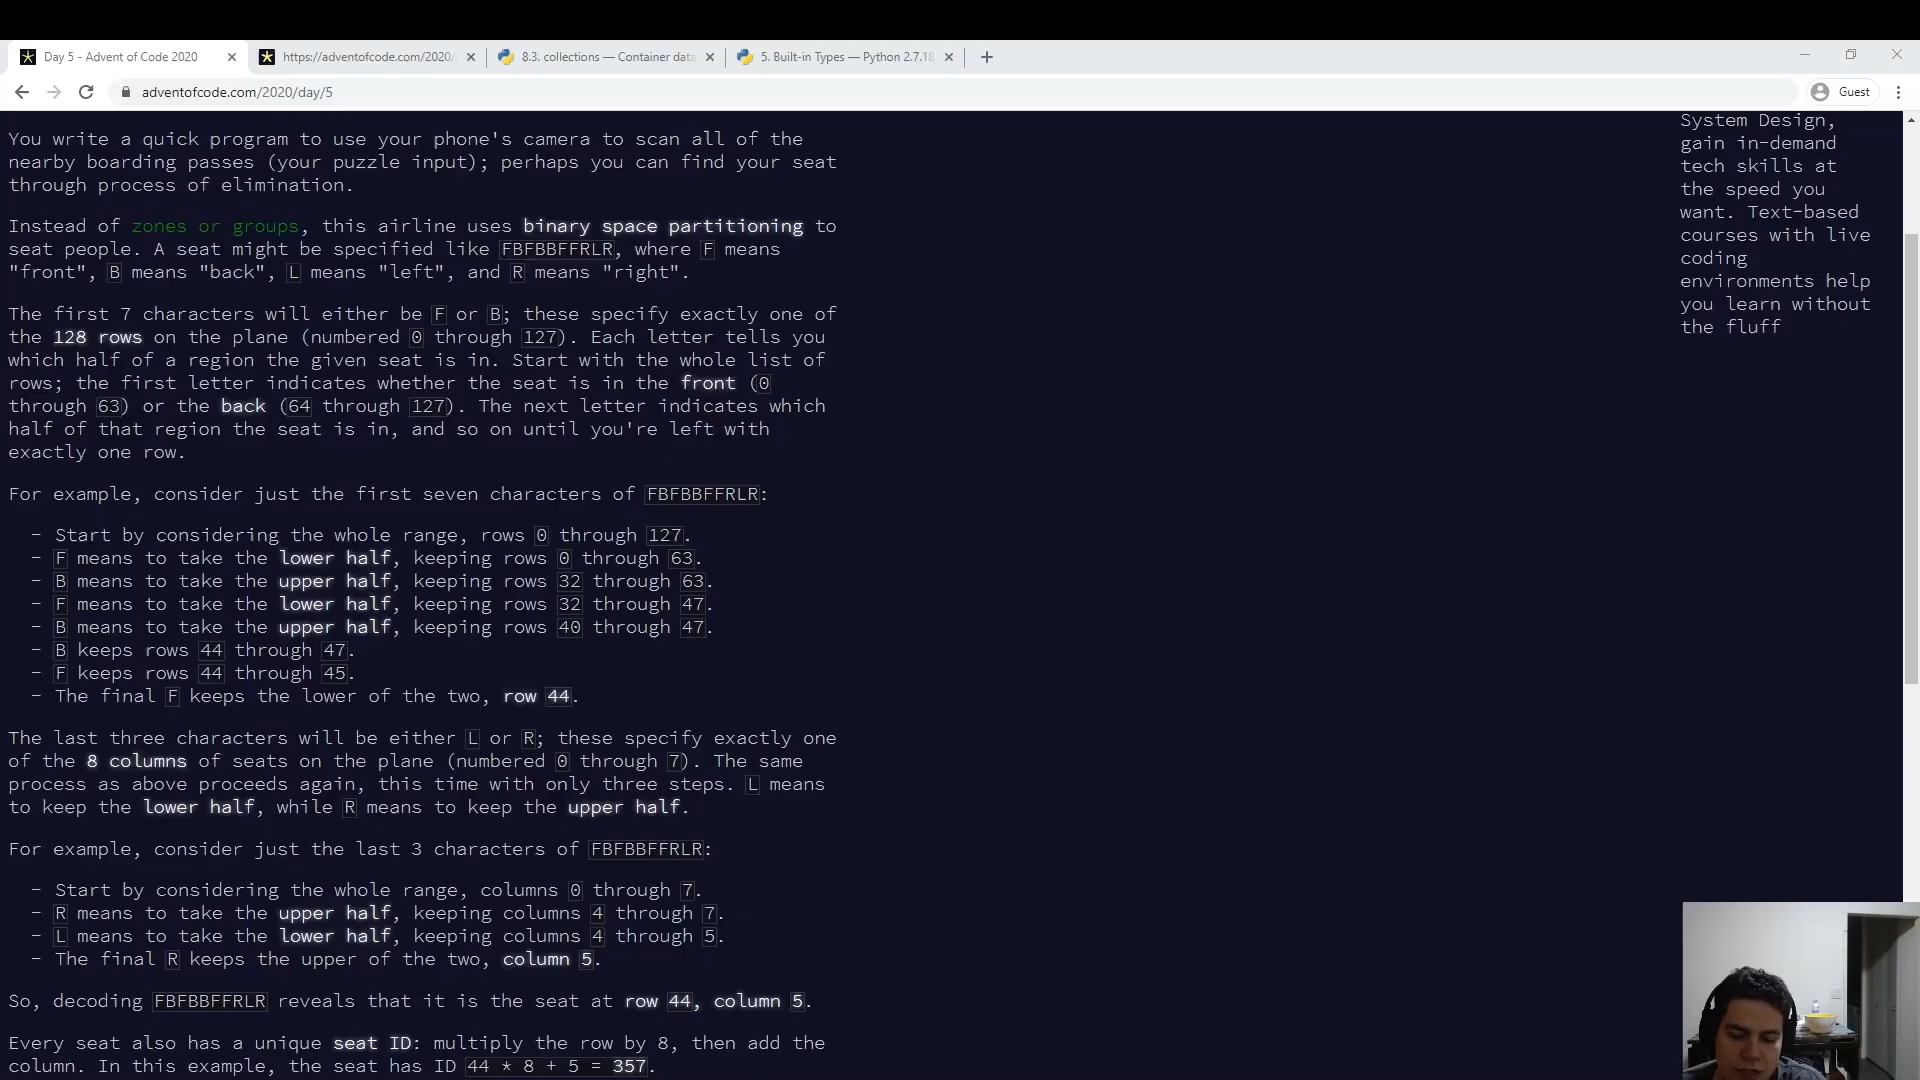 Day 5 - Advent of Code 2020
https://adventofcode.com/2020/
8.3. collections — Container data
5. Built-in Types — Python 2.7.18
adventofcode.com/2020/day/5
Guest
You write a quick program to use your phone's camera to scan all of the
nearby boarding passes (your puzzle input); perhaps you can find your seat
through process of elimination.
Instead of zones or groups, this airline uses binary space partitioning to
seat people. A seat might be specified like FBFBBFFRLR, where F means
"front", B means "back", L means "left", and R means "right".
The first 7 characters will either be F or B; these specify exactly one of
the 128 rows on the plane (numbered 0 through 127). Each letter tells you
which half of a region the given seat is in. Start with the whole list of
rows; the first letter indicates whether the seat is in the front (0
through 63) or the back (64 through 127). The next letter indicates which
half of that region the seat is in, and so on until you're left with
exactly one row.
For example, consider just the first seven characters of FBFBBFFRLR:
- Start by considering the whole range, rows 0 through 127.
- F means to take the lower half, keeping rows 0 through 63.
- B means to take the upper half, keeping rows 32 through 63.
- F means to take the lower half, keeping rows 32 through 47.
- B means to take the upper half, keeping rows 40 through 47.
- B keeps rows 44 through 47.
- F keeps rows 44 through 45.
- The final F keeps the lower of the two, row 44.
The last three characters will be either L or R; these specify exactly one
of the 8 columns of seats on the plane (numbered 0 through 7). The same
process as above proceeds again, this time with only three steps. L means
to keep the lower half, while R means to keep the upper half.
For example, consider just the last 3 characters of FBFBBFFRLR:
- Start by considering the whole range, columns 0 through 7.
- R means to take the upper half, keeping columns 4 through 7.
- L means to take the lower half, keeping columns 4 through 5.
- The final R keeps the upper of the two, column 5.
So, decoding FBFBBFFRLR reveals that it is the seat at row 44, column 5.
Every seat also has a unique seat ID: multiply the row by 8, then add the
column. In this example, the seat has ID 44 * 8 + 5 = 357.
System Design,
gain in-demand
tech skills at
the speed you
want. Text-based
courses with live
coding
environments help
you learn without
the fluff